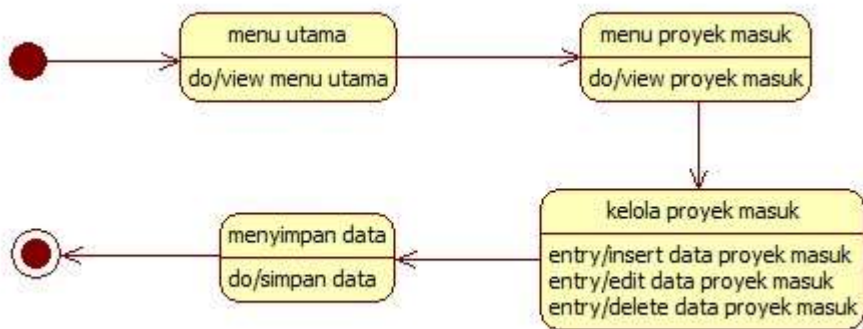 menu utama
do/view menu utama
menu proyek masuk
do/view proyek masuk
kelola proyek masuk
entry/insert data proyek masuk
entry/edit data proyek masuk
entry/delete data proyek masuk
menyimpan data
do/simpan data